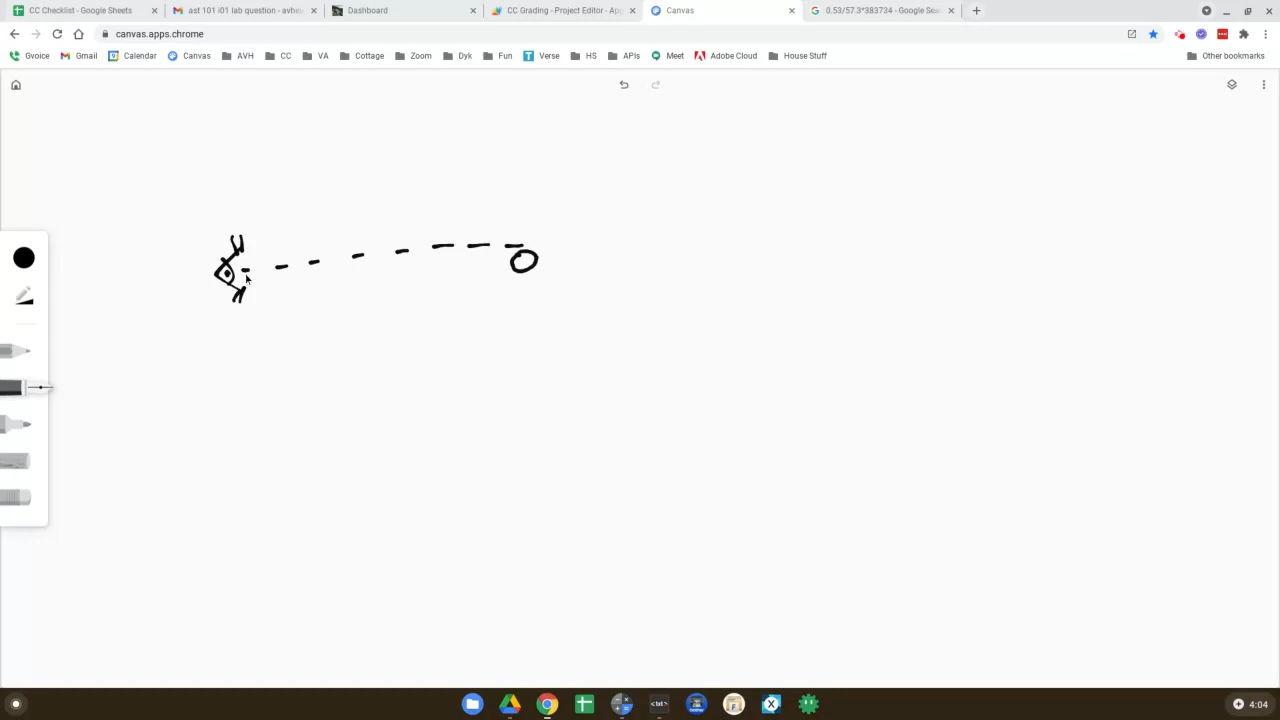 CC Checklist - Google Sheets
ast 101 i01 lab question - avhe
Dashboard
CC Grading - Project Editor - Ap
Canvas
0.53/57.3*383734 - Google Sea
canvas.apps.chrome
Gvoice Gmail Calendar Canvas AVH CC VA Cottage Zoom Dyk Fun Verse HS APIs Meet Adobe Cloud House Stuff Other bookmarks
4:04